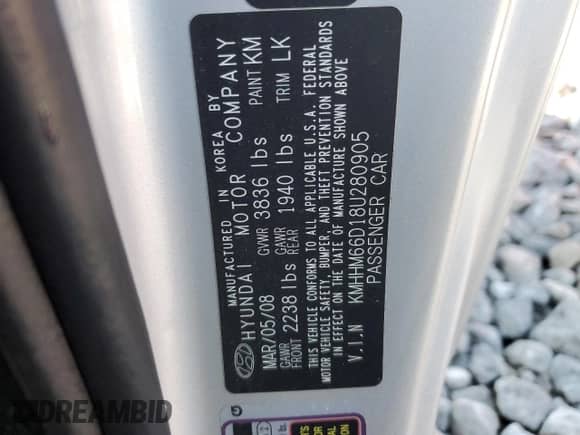 MANUFACTURED IN KOREA BY
HYUNDAI MOTOR COMPANY
MAR/05/08 GVWR 3836 lbs PAINT KM
GAWR FRONT 2238 lbs GAWR REAR 1940 lbs TRIM LK
THIS VEHICLE CONFORMS TO ALL APPLICABLE U.S.A. FEDERAL
MOTOR VEHICLE SAFETY, BUMPER, AND THEFT PREVENTION STANDARDS
IN EFFECT ON THE DATE OF MANUFACTURE SHOWN ABOVE
V.I.N KMHHM66D18U280905
PASSENGER CAR
DREAMBID